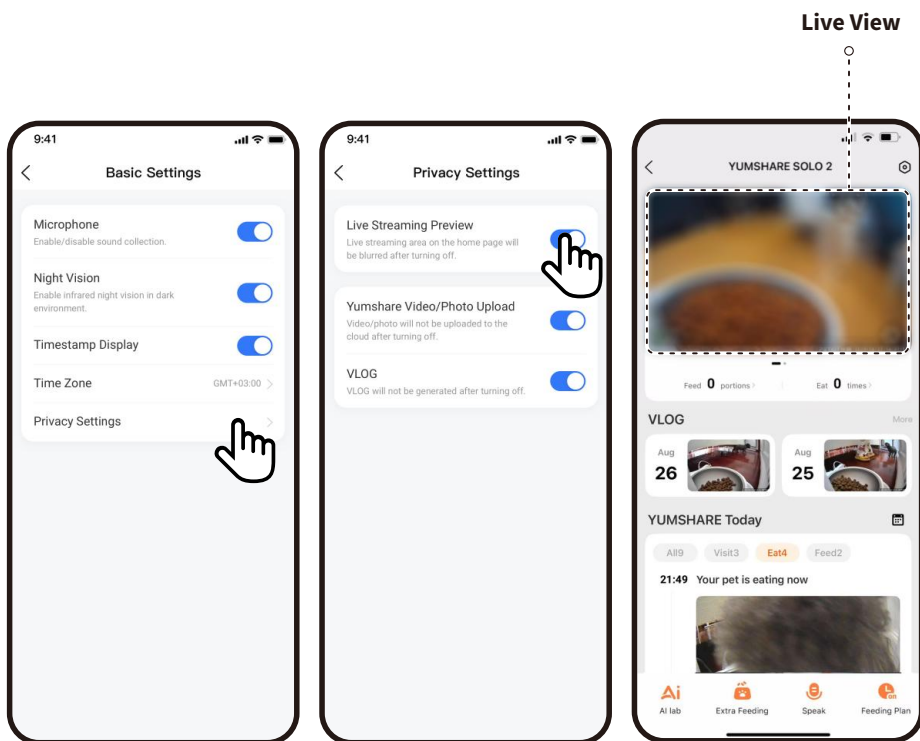 Live View
9:41
Basic Settings
Microphone
Enable/disable sound collection.
Night Vision
Enable infrared night vision in dark
environment.
Timestamp Display
Time Zone GMT+03:00
Privacy Settings
9:41
Privacy Settings
Live Streaming Preview
Live streaming area on the home page will
be blurred after turning off.
Yumshare Video/Photo Upload
Video/photo will not be uploaded to the
cloud after turning off.
VLOG
VLOG will not be generated after turning off.
YUMSHARE SOLO 2
Feed 0 portions Eat 0 times
VLOG More
Aug
26
Aug
25
YUMSHARE Today
All9 Visit3 Eat4 Feed2
21:49 Your pet is eating now
Ai
AI lab
Extra Feeding
Speak
on
Feeding Plan